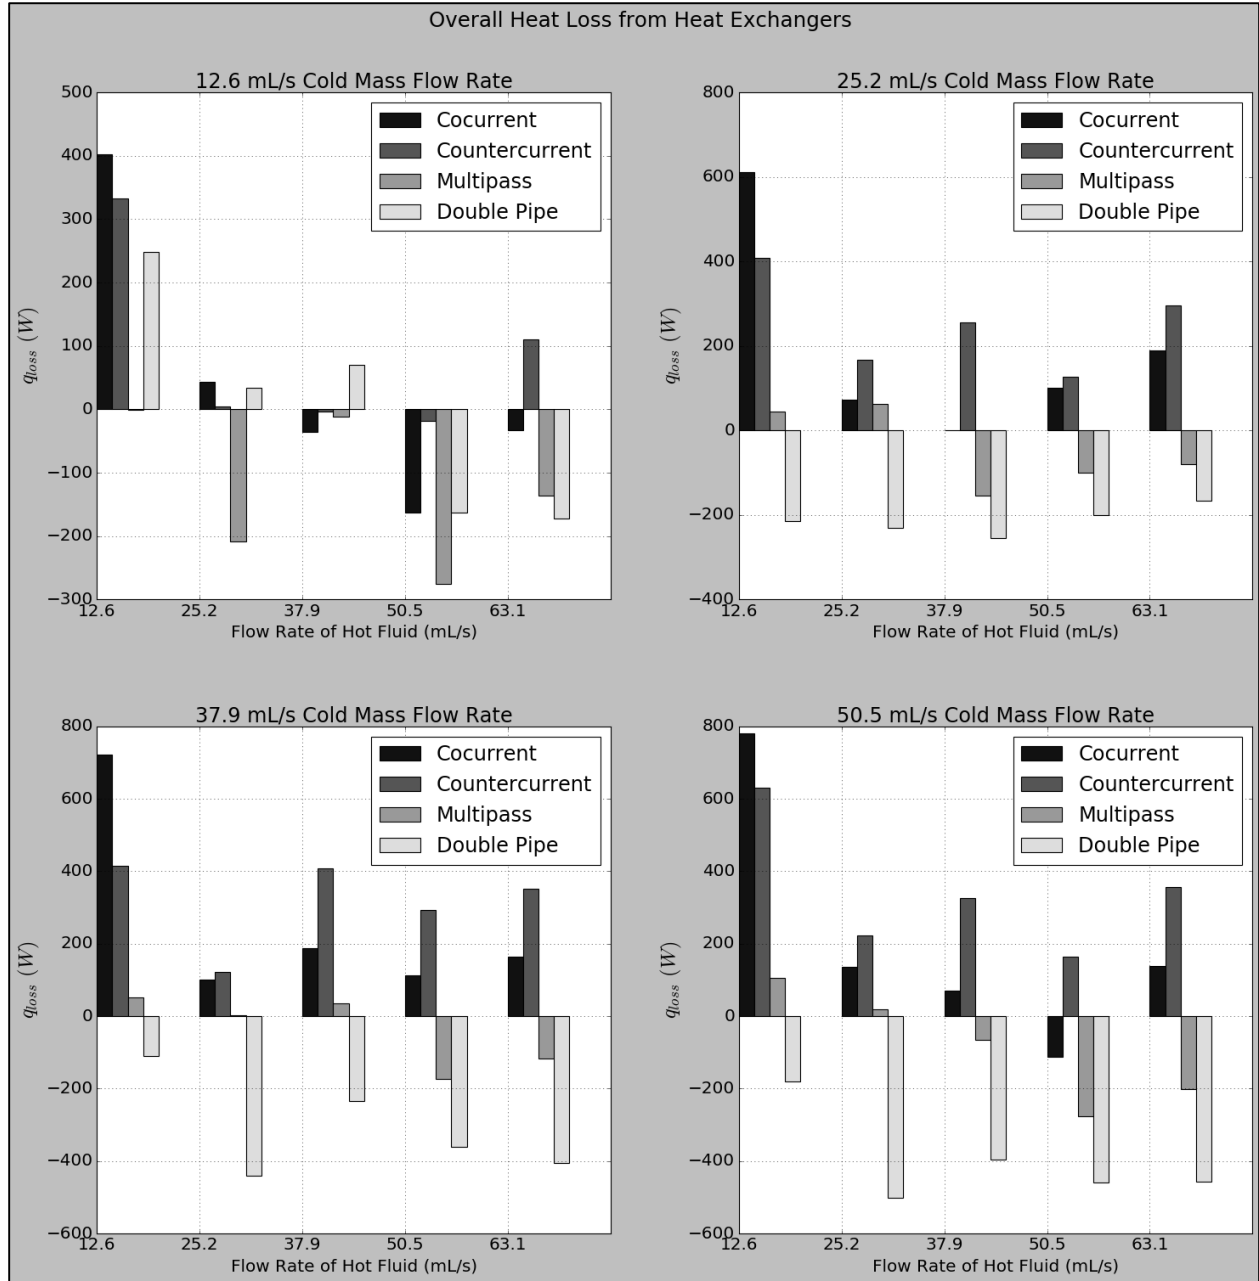 Overall Heat Loss from Heat Exchangers
12.6 mL/s Cold Mass Flow Rate
500
400
300
200
100
0
−100
−200
−300
q_loss (W)
Cocurrent
Countercurrent
Multipass
Double Pipe
12.6 25.2 37.9 50.5 63.1
Flow Rate of Hot Fluid (mL/s)
25.2 mL/s Cold Mass Flow Rate
800
600
400
200
0
−200
−400
q_loss (W)
Cocurrent
Countercurrent
Multipass
Double Pipe
12.6 25.2 37.9 50.5 63.1
Flow Rate of Hot Fluid (mL/s)
37.9 mL/s Cold Mass Flow Rate
800
600
400
200
0
−200
−400
−600
q_loss (W)
Cocurrent
Countercurrent
Multipass
Double Pipe
12.6 25.2 37.9 50.5 63.1
Flow Rate of Hot Fluid (mL/s)
50.5 mL/s Cold Mass Flow Rate
800
600
400
200
0
−200
−400
−600
q_loss (W)
Cocurrent
Countercurrent
Multipass
Double Pipe
12.6 25.2 37.9 50.5 63.1
Flow Rate of Hot Fluid (mL/s)